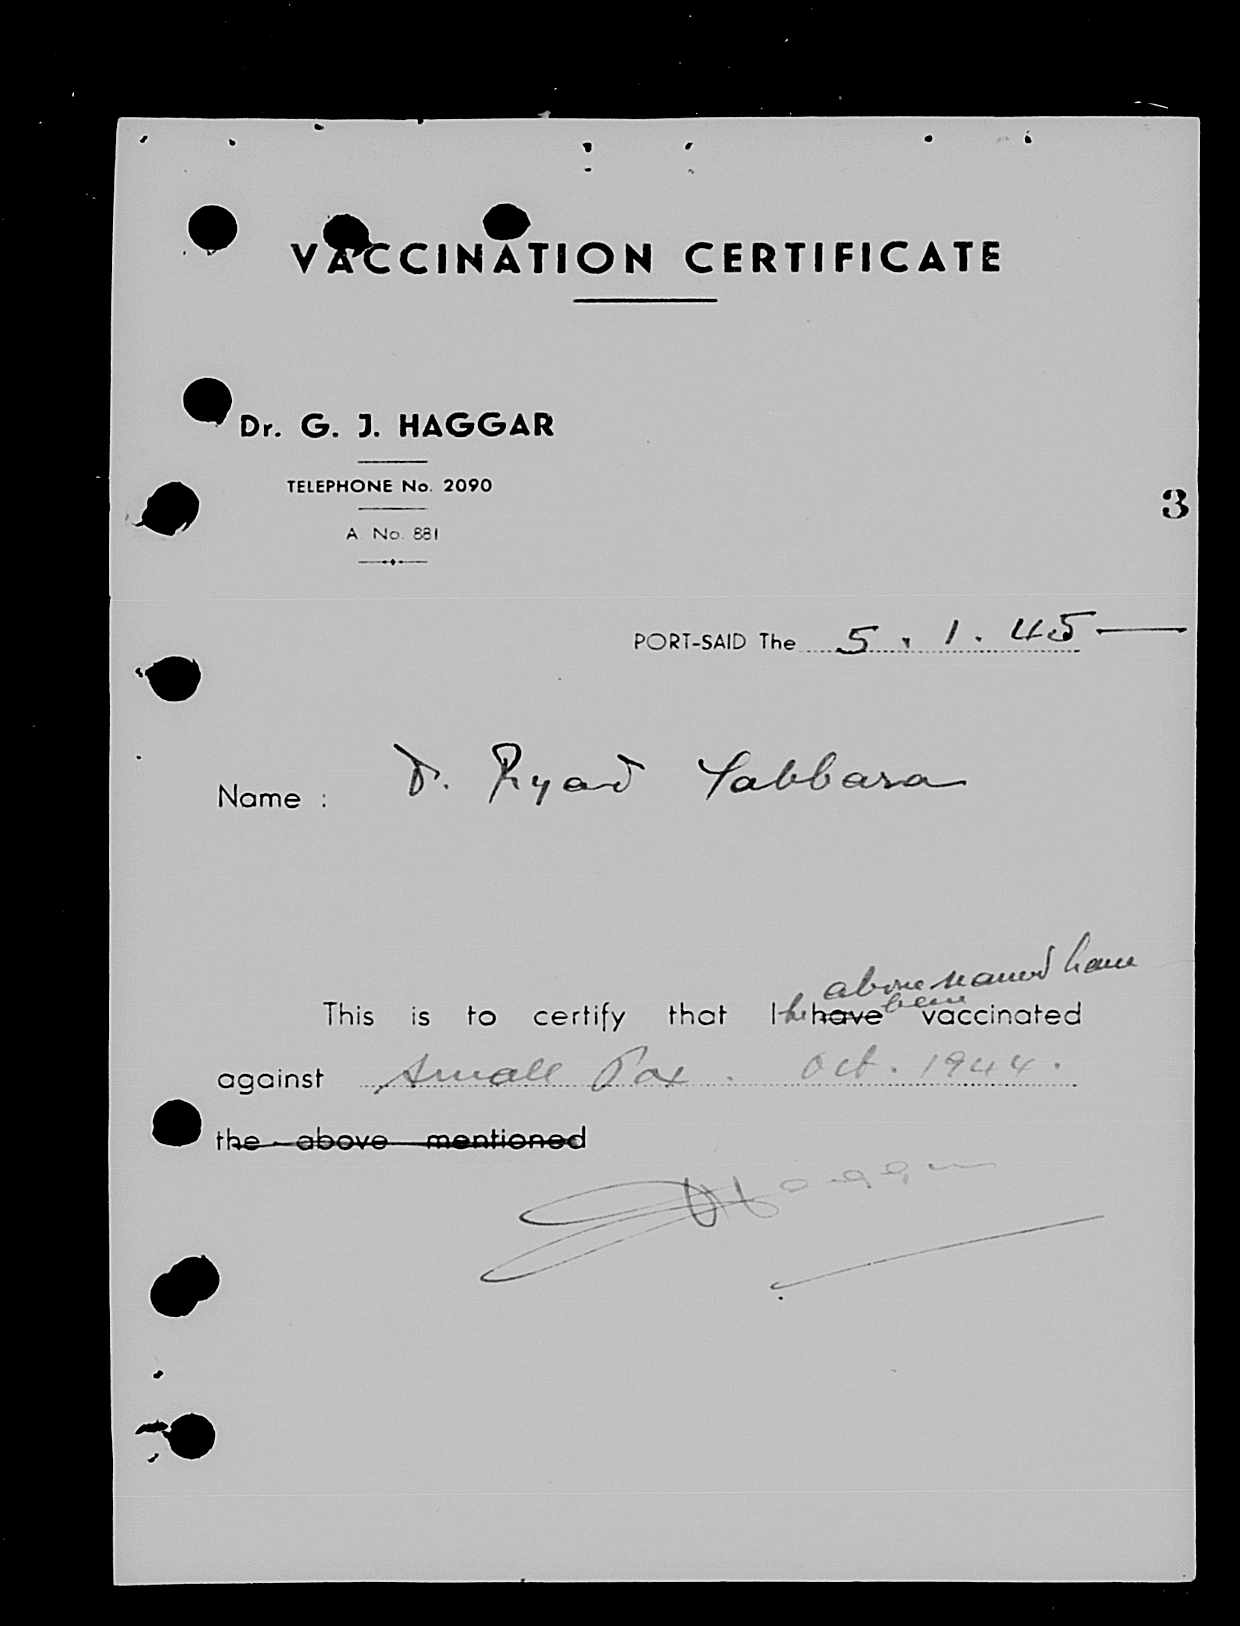 VACCINATION CERTIFICATE
Dr. G. J. HAGGAR
TELEPHONE No. 2090
A No. 881
3
PORT-SAID The 5.1.45
Name : D. Ryad Tabbara
above named have
This is to certify that I the have been vaccinated
against Small Pox. Oct. 1944.
the above mentioned
Haggar